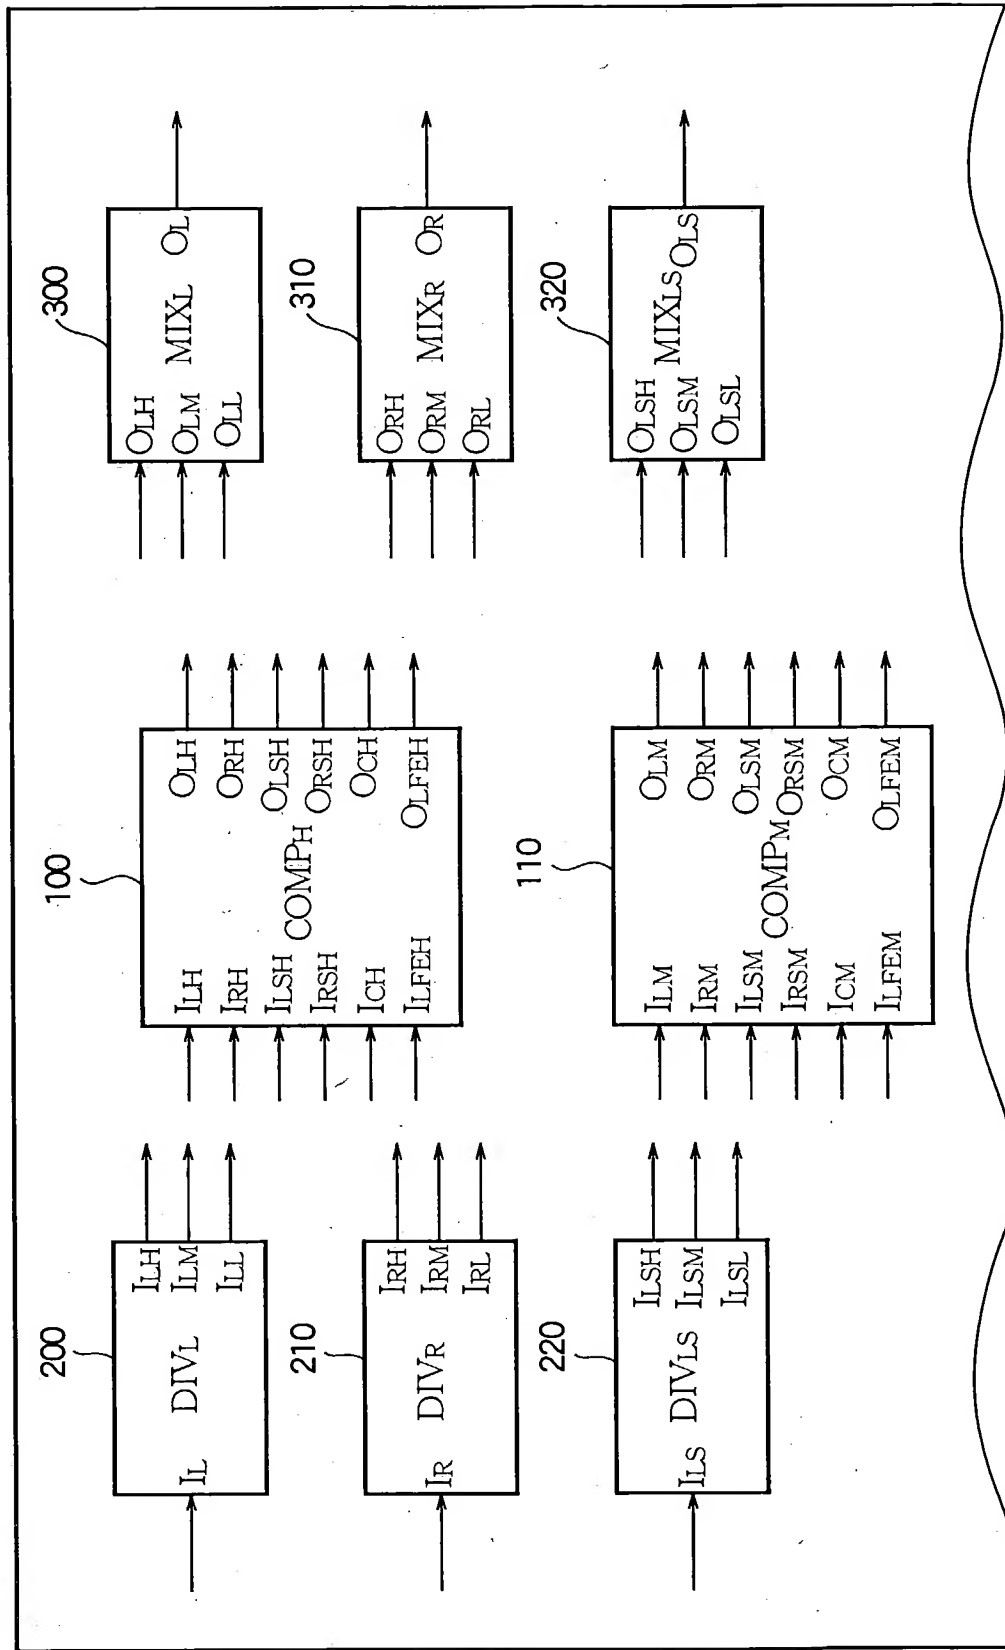 200
IL
DIVL
ILH
ILM
ILL
210
IR
DIVR
IRH
IRM
IRL
220
ILS
DIVLS
ILSH
ILSM
ILSL
100
ILH
IRH
ILSH
IRSH
ICH
ILFEH
COMPH
OLH
ORH
OLSH
ORSH
OCH
OLFEH
110
ILM
IRM
ILSM
IRSM
ICM
ILFEM
COMPM
OLM
ORM
OLSM
ORSM
OCM
OLFEM
300
OLH
OLM
OLL
MIXL
OL
310
ORH
ORM
ORL
MIXR
OR
320
OLSH
OLSM
OLSL
MIXLS
OLS